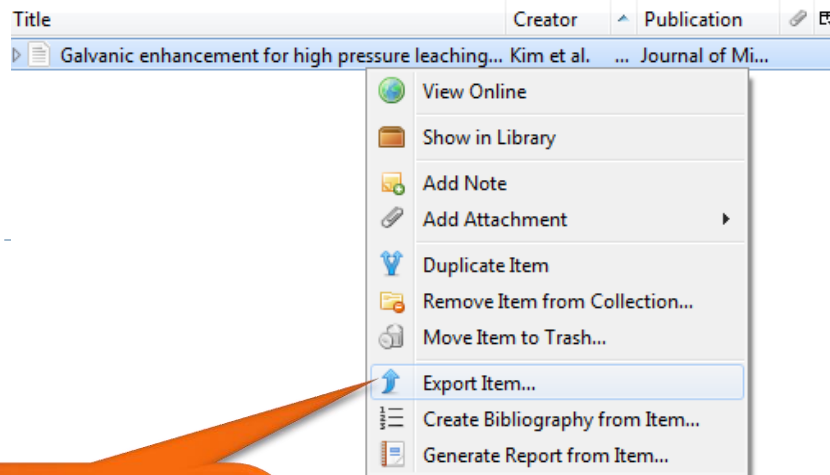 Title Creator Publication
Galvanic enhancement for high pressure leaching... Kim et al. ... Journal of Mi...
View Online
Show in Library
Add Note
Add Attachment
Duplicate Item
Remove Item from Collection...
Move Item to Trash...
Export Item...
Create Bibliography from Item...
Generate Report from Item...